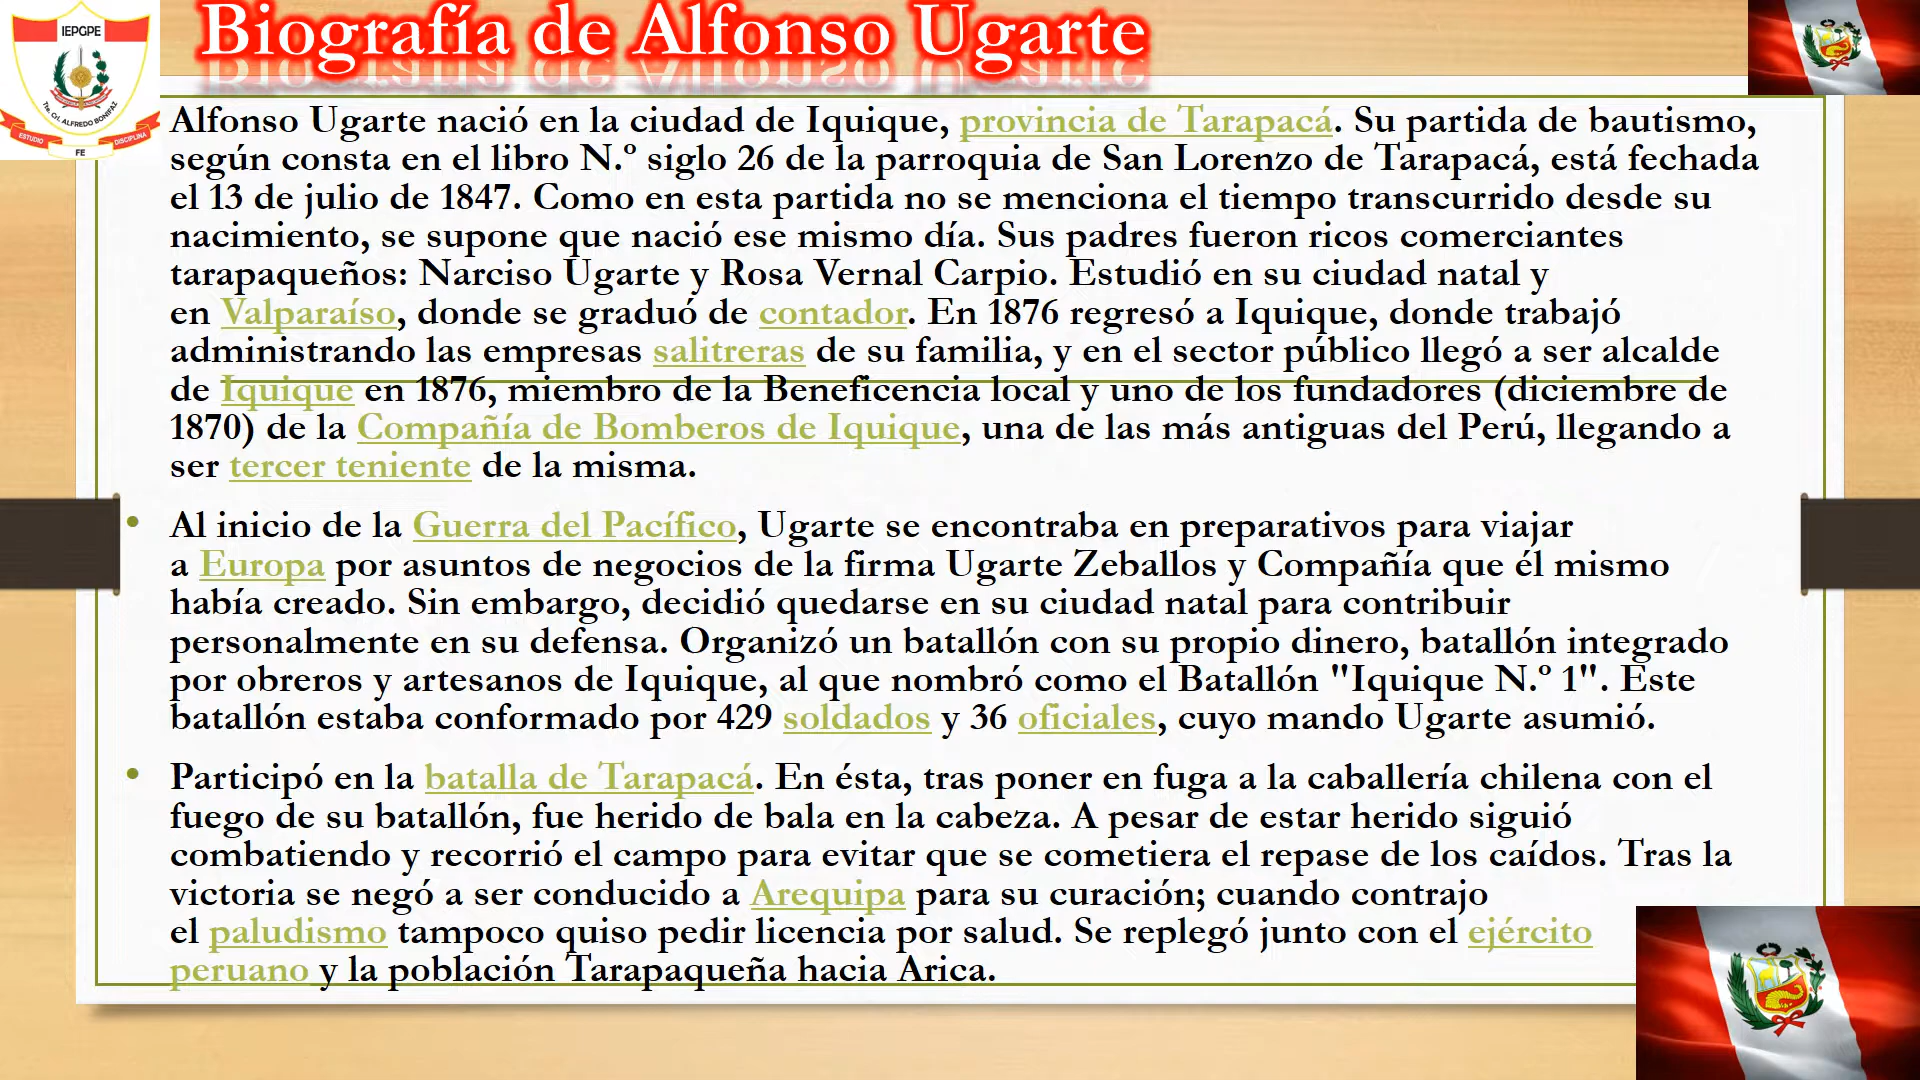 IEPGPE
Tte. Crl. ALFREDO BONIFAZ
ESTUDIO
DISCIPLINA
FE
Biografía de Alfonso Ugarte
Alfonso Ugarte nació en la ciudad de Iquique, provincia de Tarapacá. Su partida de bautismo,
según consta en el libro N.º siglo 26 de la parroquia de San Lorenzo de Tarapacá, está fechada
el 13 de julio de 1847. Como en esta partida no se menciona el tiempo transcurrido desde su
nacimiento, se supone que nació ese mismo día. Sus padres fueron ricos comerciantes
tarapaqueños: Narciso Ugarte y Rosa Vernal Carpio. Estudió en su ciudad natal y
en Valparaíso, donde se graduó de contador. En 1876 regresó a Iquique, donde trabajó
administrando las empresas salitreras de su familia, y en el sector público llegó a ser alcalde
de Iquique en 1876, miembro de la Beneficencia local y uno de los fundadores (diciembre de
1870) de la Compañía de Bomberos de Iquique, una de las más antiguas del Perú, llegando a
ser tercer teniente de la misma.
• Al inicio de la Guerra del Pacífico, Ugarte se encontraba en preparativos para viajar
a Europa por asuntos de negocios de la firma Ugarte Zeballos y Compañía que él mismo
había creado. Sin embargo, decidió quedarse en su ciudad natal para contribuir
personalmente en su defensa. Organizó un batallón con su propio dinero, batallón integrado
por obreros y artesanos de Iquique, al que nombró como el Batallón "Iquique N.º 1". Este
batallón estaba conformado por 429 soldados y 36 oficiales, cuyo mando Ugarte asumió.
• Participó en la batalla de Tarapacá. En ésta, tras poner en fuga a la caballería chilena con el
fuego de su batallón, fue herido de bala en la cabeza. A pesar de estar herido siguió
combatiendo y recorrió el campo para evitar que se cometiera el repase de los caídos. Tras la
victoria se negó a ser conducido a Arequipa para su curación; cuando contrajo
el paludismo tampoco quiso pedir licencia por salud. Se replegó junto con el ejército
peruano y la población Tarapaqueña hacia Arica.